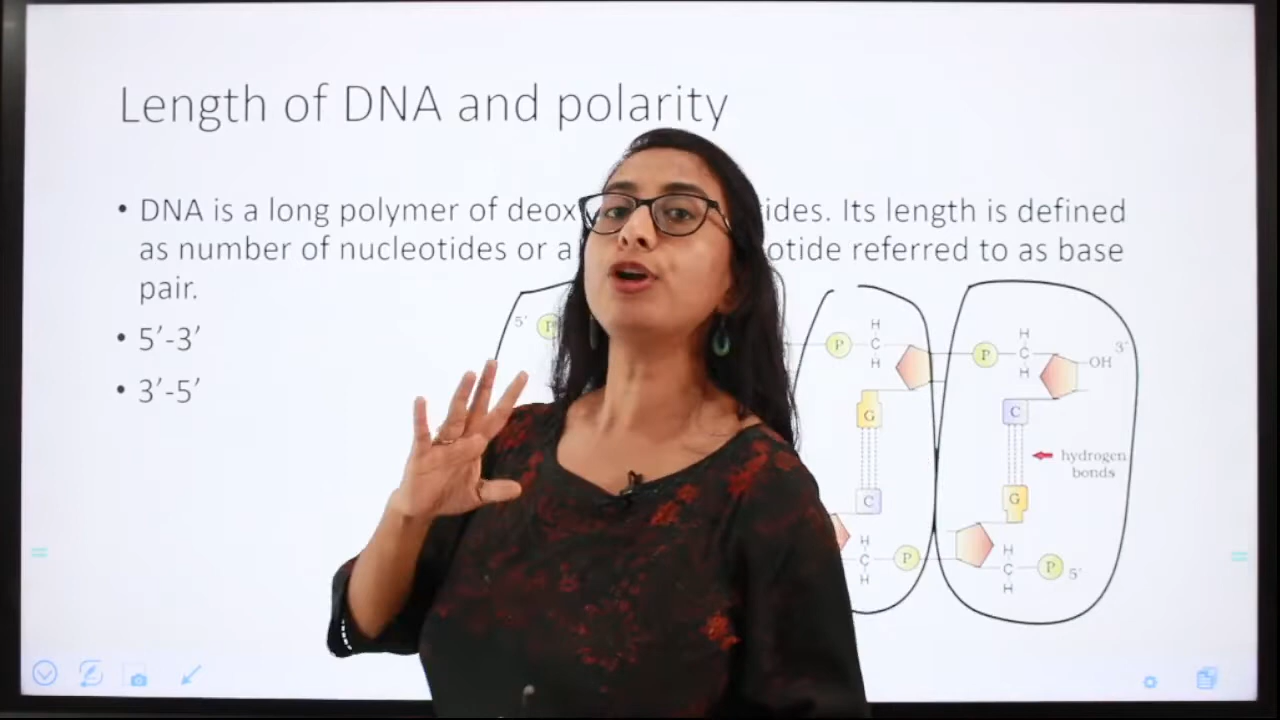 Length of DNA and polarity
• DNA is a long polymer of deox ides. Its length is defined
as number of nucleotides or a otide referred to as base
pair.
• 5′-3′
• 3′-5′
5′ P
P H C H
P H C H OH 3′
G C
hydrogen
bonds
C G
H C H P
H C H P 5′